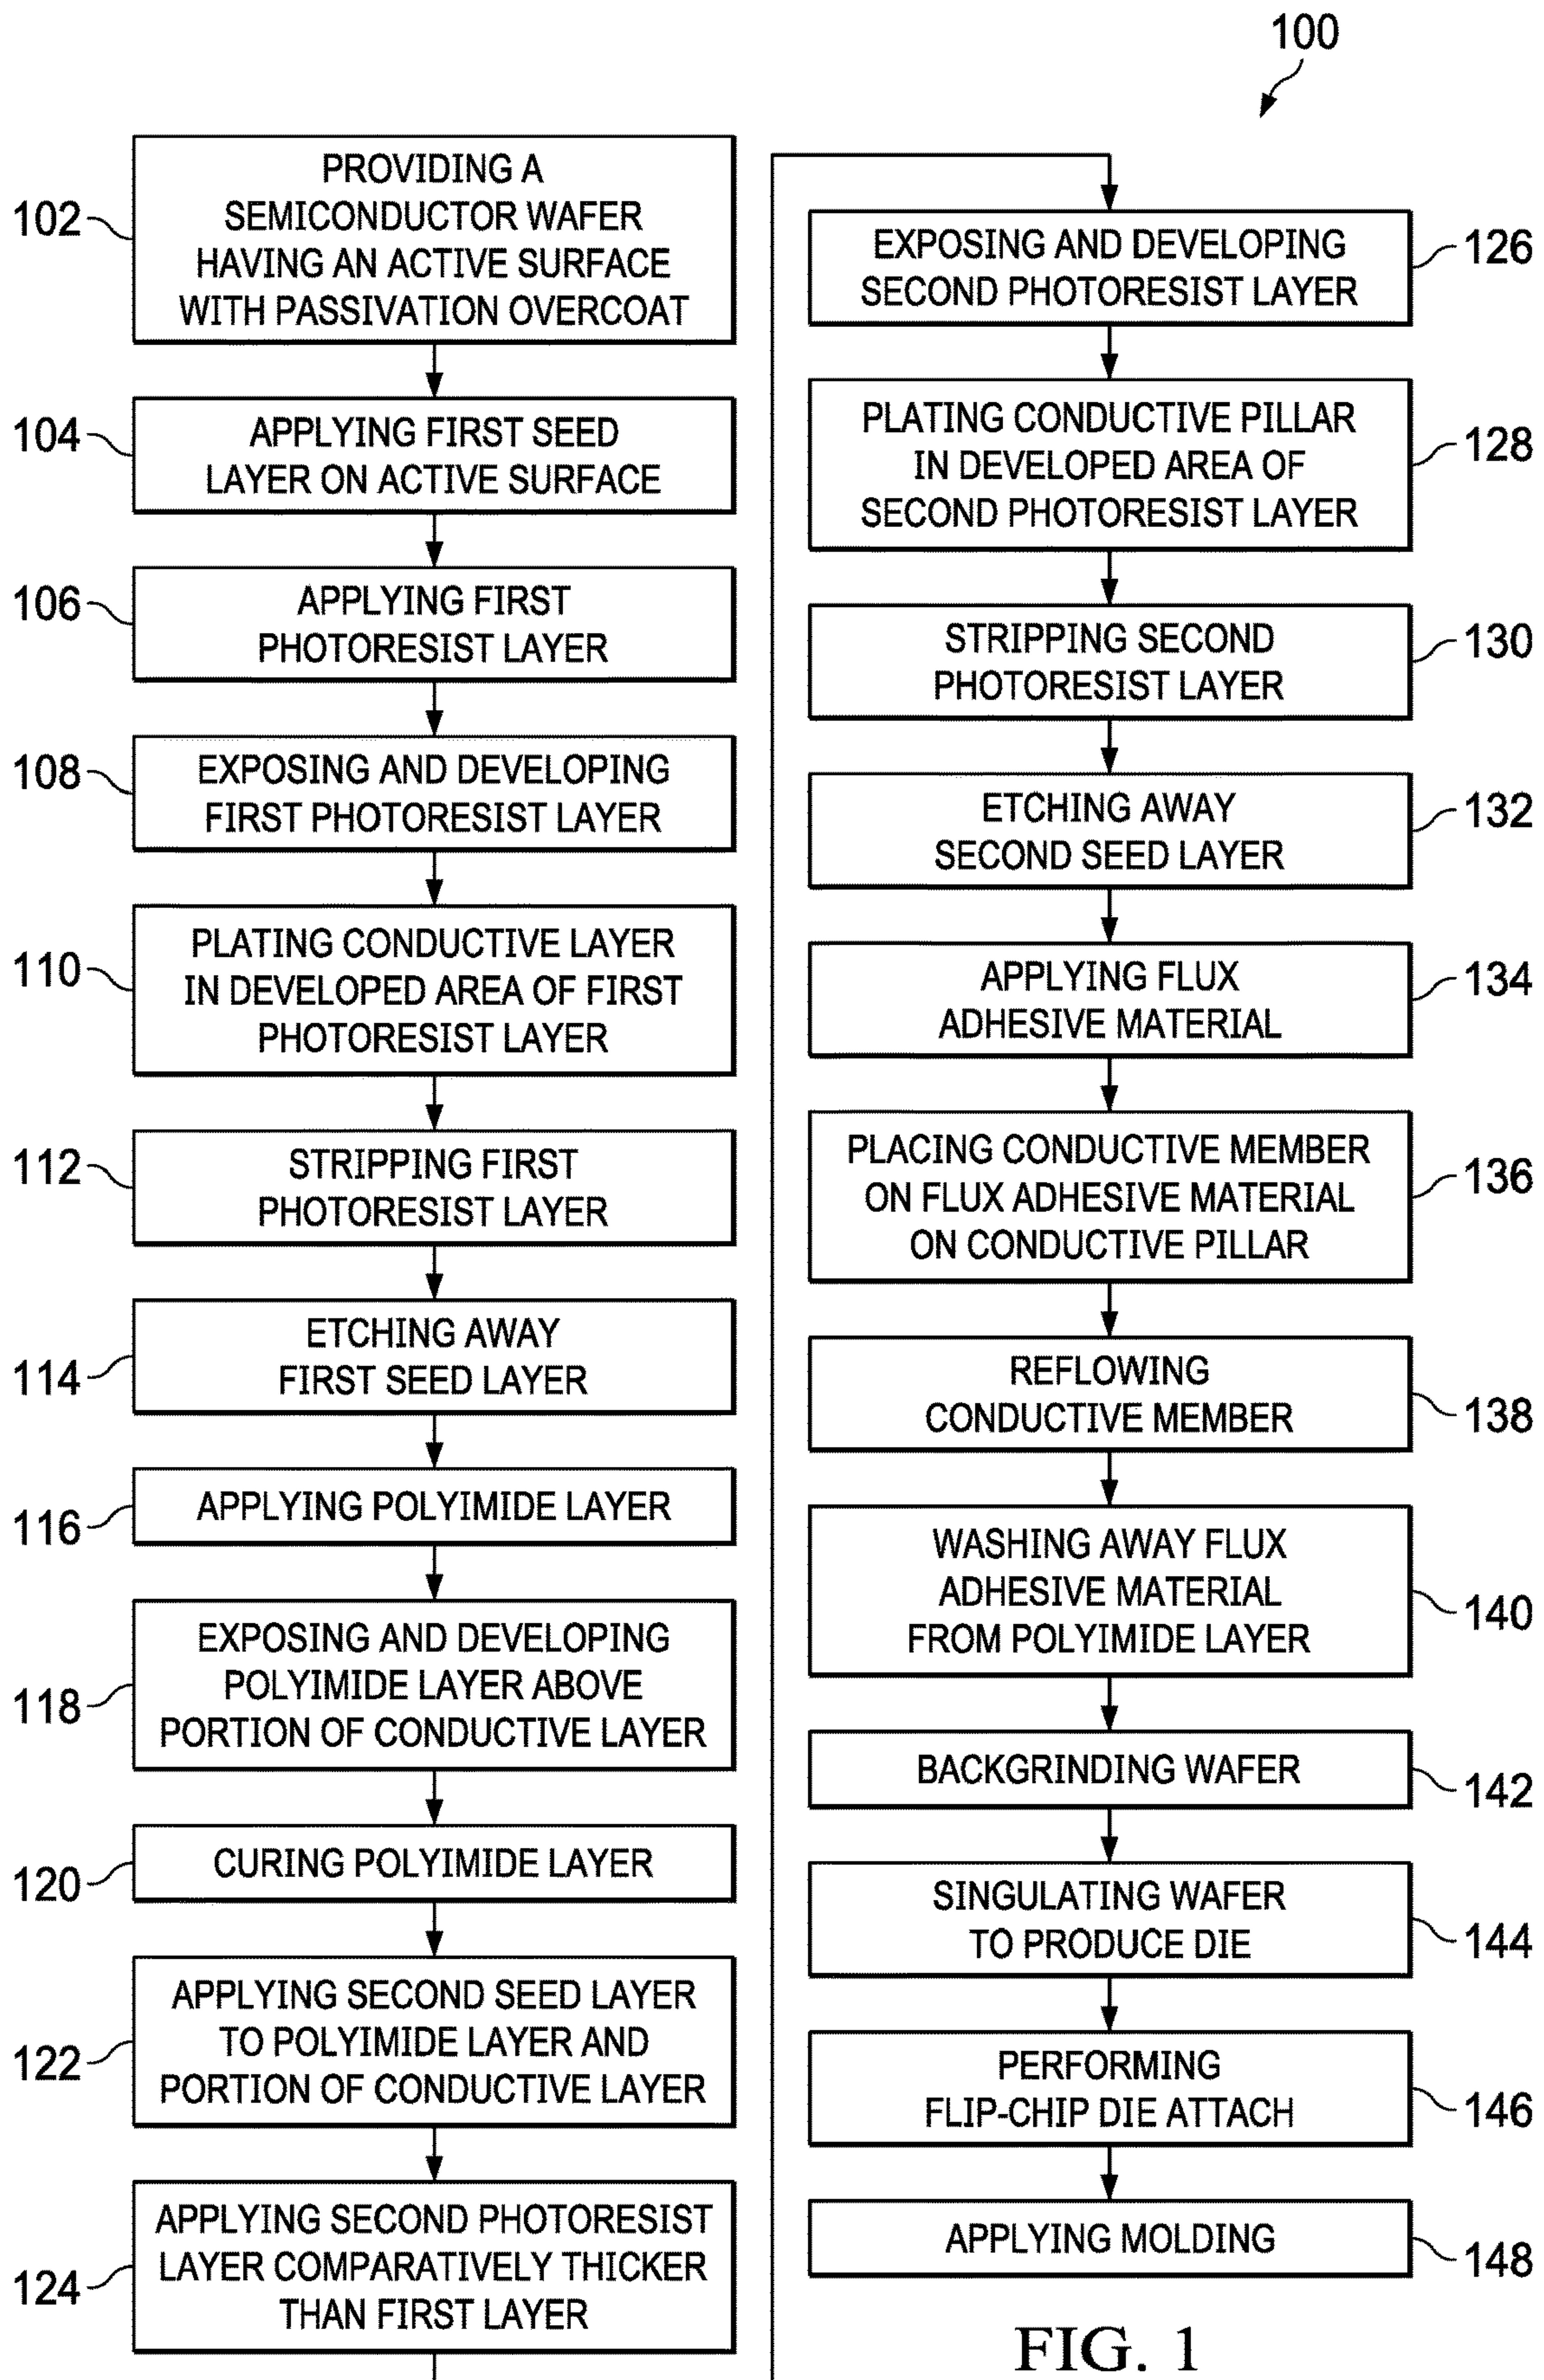 100
102
PROVIDING A
SEMICONDUCTOR WAFER
HAVING AN ACTIVE SURFACE
WITH PASSIVATION OVERCOAT
104
APPLYING FIRST SEED
LAYER ON ACTIVE SURFACE
106
APPLYING FIRST
PHOTORESIST LAYER
108
EXPOSING AND DEVELOPING
FIRST PHOTORESIST LAYER
110
PLATING CONDUCTIVE LAYER
IN DEVELOPED AREA OF FIRST
PHOTORESIST LAYER
112
STRIPPING FIRST
PHOTORESIST LAYER
114
ETCHING AWAY
FIRST SEED LAYER
116
APPLYING POLYIMIDE LAYER
118
EXPOSING AND DEVELOPING
POLYIMIDE LAYER ABOVE
PORTION OF CONDUCTIVE LAYER
120
CURING POLYIMIDE LAYER
122
APPLYING SECOND SEED LAYER
TO POLYIMIDE LAYER AND
PORTION OF CONDUCTIVE LAYER
124
APPLYING SECOND PHOTORESIST
LAYER COMPARATIVELY THICKER
THAN FIRST LAYER
EXPOSING AND DEVELOPING
SECOND PHOTORESIST LAYER
126
PLATING CONDUCTIVE PILLAR
IN DEVELOPED AREA OF
SECOND PHOTORESIST LAYER
128
STRIPPING SECOND
PHOTORESIST LAYER
130
ETCHING AWAY
SECOND SEED LAYER
132
APPLYING FLUX
ADHESIVE MATERIAL
134
PLACING CONDUCTIVE MEMBER
ON FLUX ADHESIVE MATERIAL
ON CONDUCTIVE PILLAR
136
REFLOWING
CONDUCTIVE MEMBER
138
WASHING AWAY FLUX
ADHESIVE MATERIAL
FROM POLYIMIDE LAYER
140
BACKGRINDING WAFER
142
SINGULATING WAFER
TO PRODUCE DIE
144
PERFORMING
FLIP-CHIP DIE ATTACH
146
APPLYING MOLDING
148
FIG. 1